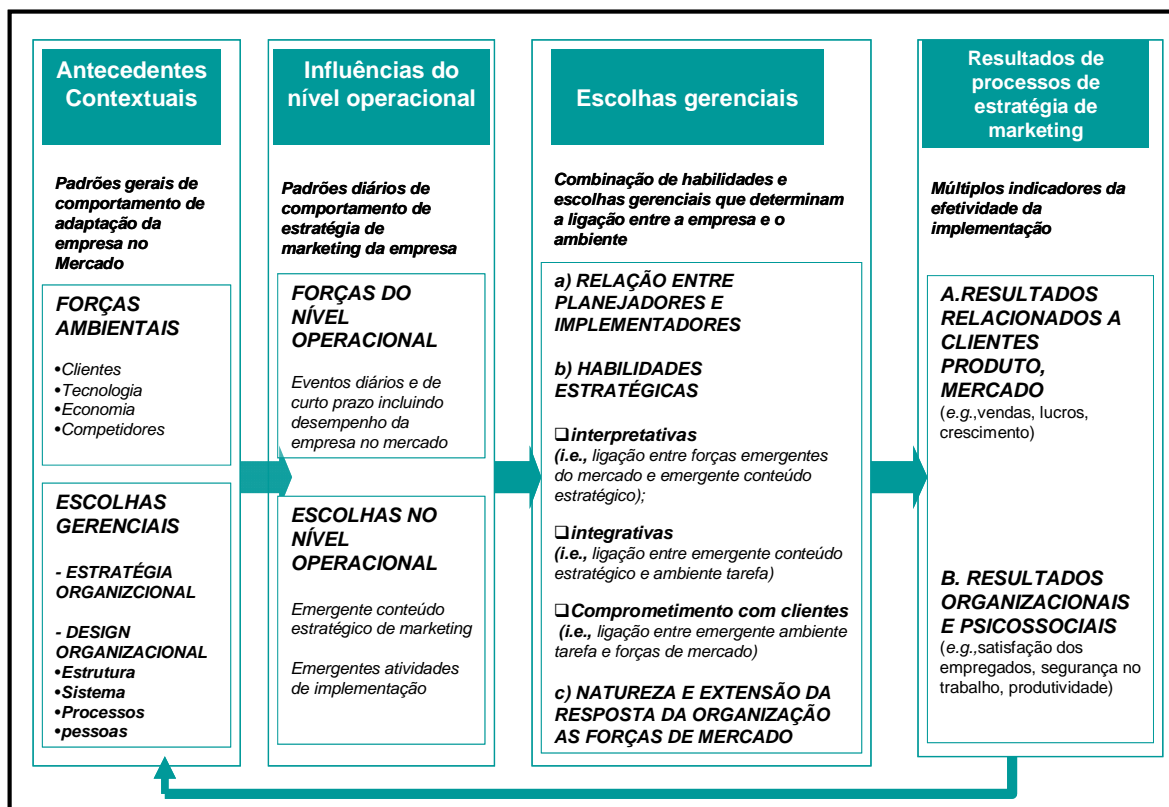 Antecedentes
Contextuais
Padrões gerais de
comportamento de
adaptação da
empresa no
Mercado
FORÇAS
AMBIENTAIS
•Clientes
•Tecnologia
•Economia
•Competidores
ESCOLHAS
GERENCIAIS
- ESTRATÉGIA
ORGANIZCIONAL
- DESIGN
ORGANIZACIONAL
•Estrutura
•Sistema
•Processos
•pessoas
Influências do
nível operacional
Padrões diários de
comportamento de
estratégia de
marketing da empresa
FORÇAS DO
NÍVEL
OPERACIONAL
Eventos diários e de
curto prazo incluindo
desempenho da
empresa no mercado
ESCOLHAS NO
NÍVEL
OPERACIONAL
Emergente conteúdo
estratégico de marketing
Emergentes atividades
de implementação
Escolhas gerenciais
Combinação de habilidades e
escolhas gerenciais que determinam
a ligação entre a empresa e o
ambiente
a) RELAÇÃO ENTRE
PLANEJADORES E
IMPLEMENTADORES
b) HABILIDADES
ESTRATÉGICAS
❑interpretativas
(i.e., ligação entre forças emergentes
do mercado e emergente conteúdo
estratégico);
❑integrativas
(i.e., ligação entre emergente conteúdo
estratégico e ambiente tarefa)
❑Comprometimento com clientes
(i.e., ligação entre emergente ambiente
tarefa e forças de mercado)
c) NATUREZA E EXTENSÃO DA
RESPOSTA DA ORGANIZAÇÃO
AS FORÇAS DE MERCADO
Resultados de
processos de
estratégia de
marketing
Múltiplos indicadores da
efetividade da
implementação
A.RESULTADOS
RELACIONADOS A
CLIENTES
PRODUTO,
MERCADO
(e.g.,vendas, lucros,
crescimento)
B. RESULTADOS
ORGANIZACIONAIS
E PSICOSSOCIAIS
(e.g.,satisfação dos
empregados, segurança no
trabalho, produtividade)